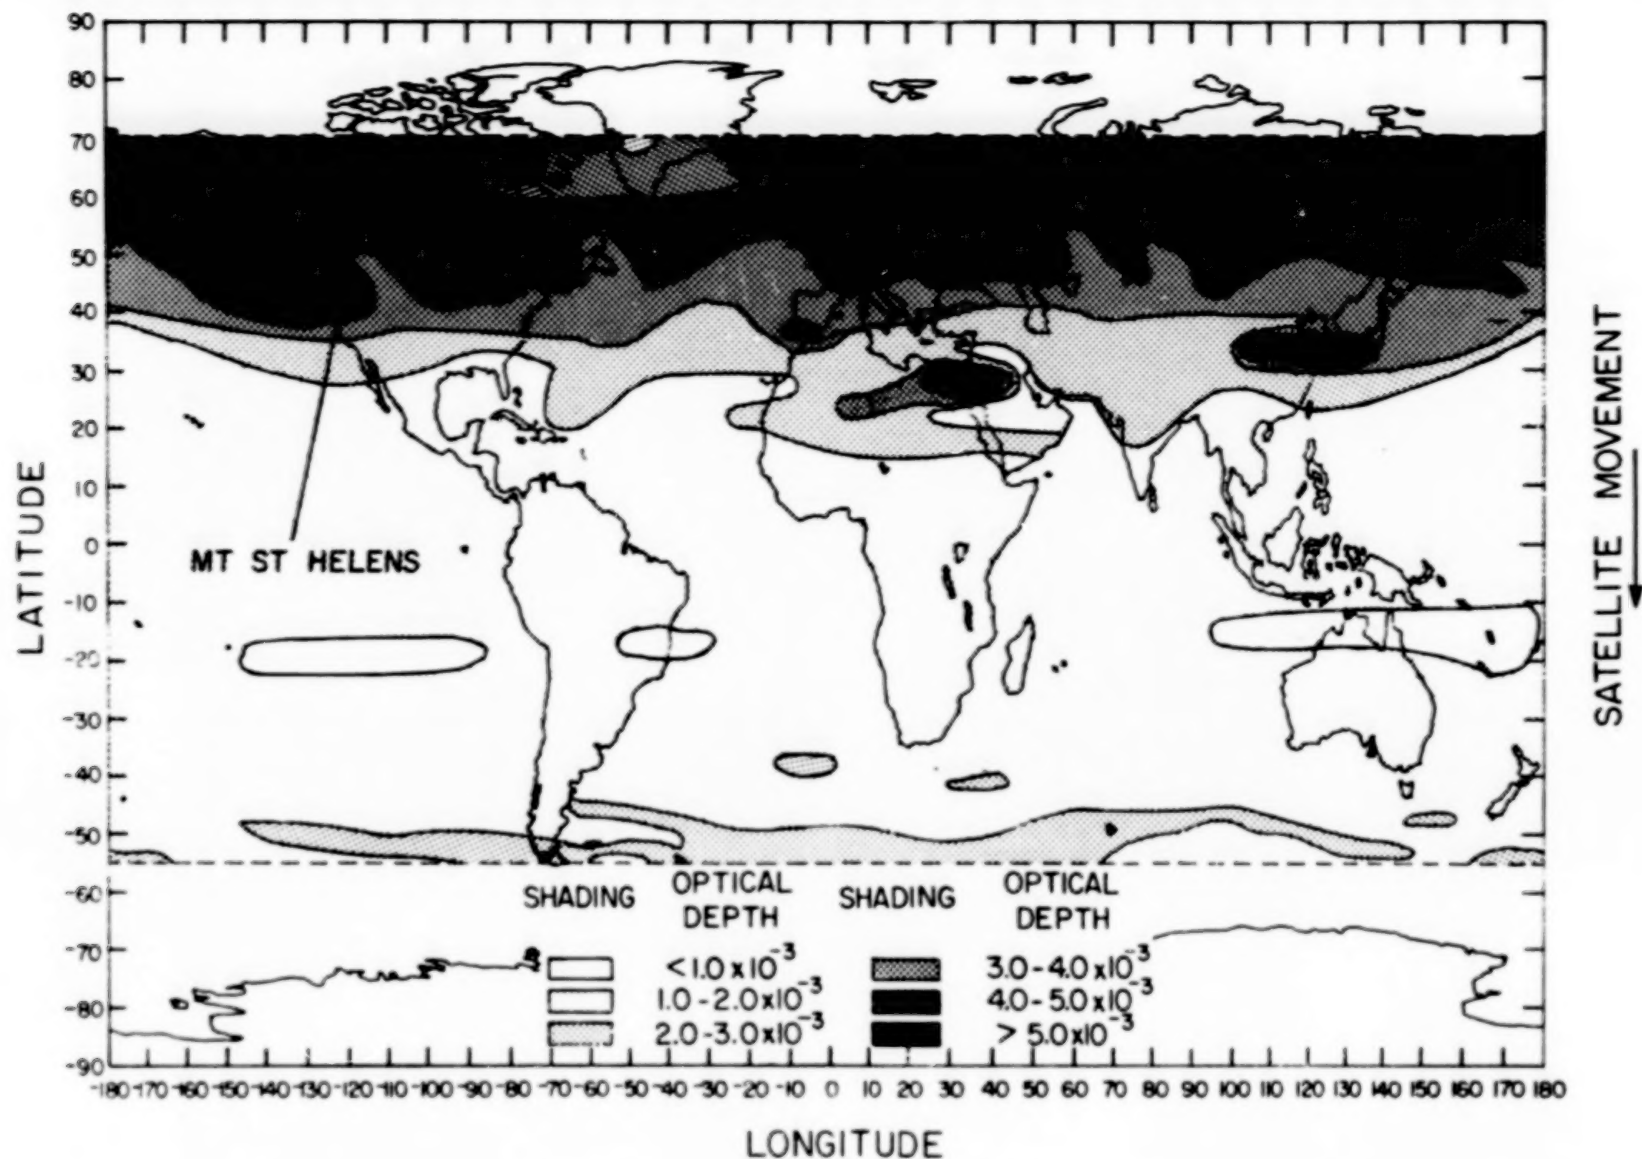 90
80
70
60
50
40
30
20
10
0
-10
-20
-30
-40
-50
-60
-70
-80
-90
LATITUDE
MT ST HELENS
SATELLITE MOVEMENT
SHADING OPTICAL DEPTH SHADING OPTICAL DEPTH
<1.0 x 10^-3 3.0-4.0x10^-3
1.0-2.0x10^-3 4.0-5.0x10^-3
2.0-3.0x10^-3 >5.0x10^-3
-180 -170 -160 -150 -140 -130 -120 -110 -100 -90 -80 -70 -60 -50 -40 -30 -20 -10 0 10 20 30 40 50 60 70 80 90 100 110 120 130 140 150 160 170 180
LONGITUDE